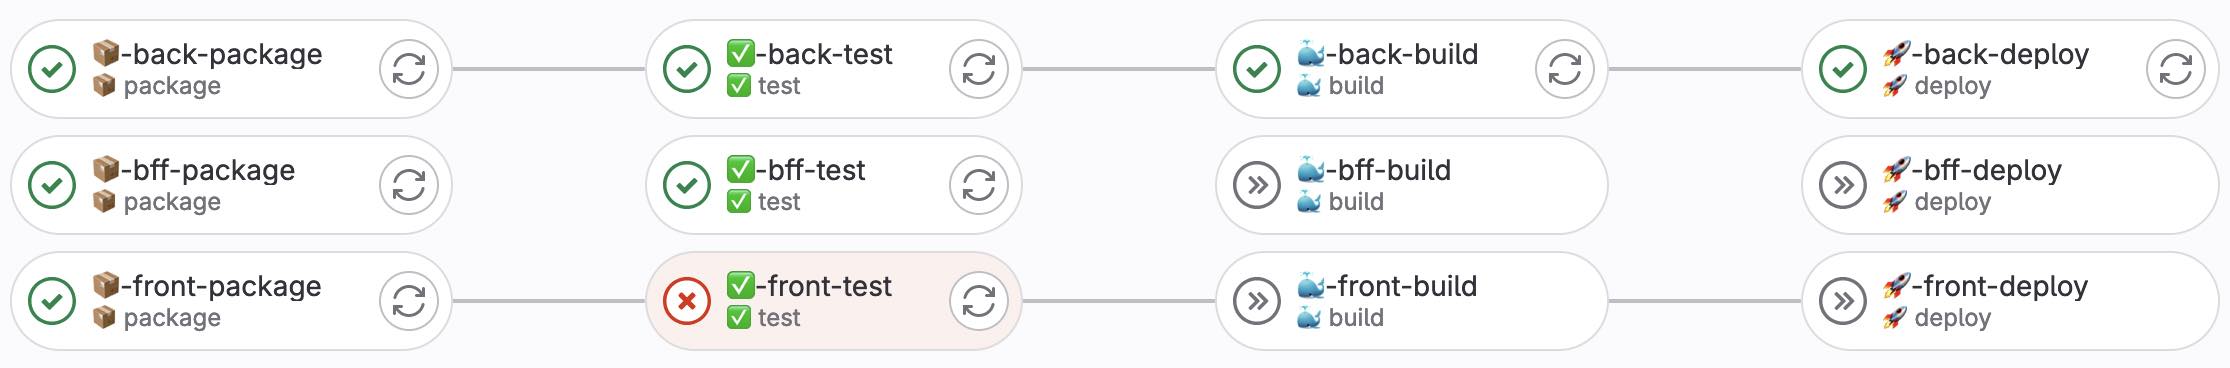 📦-back-package
📦 package
✅-back-test
✅ test
🐳-back-build
🐳 build
🚀-back-deploy
🚀 deploy
📦-bff-package
📦 package
✅-bff-test
✅ test
🐳-bff-build
🐳 build
🚀-bff-deploy
🚀 deploy
📦-front-package
📦 package
✅-front-test
✅ test
🐳-front-build
🐳 build
🚀-front-deploy
🚀 deploy